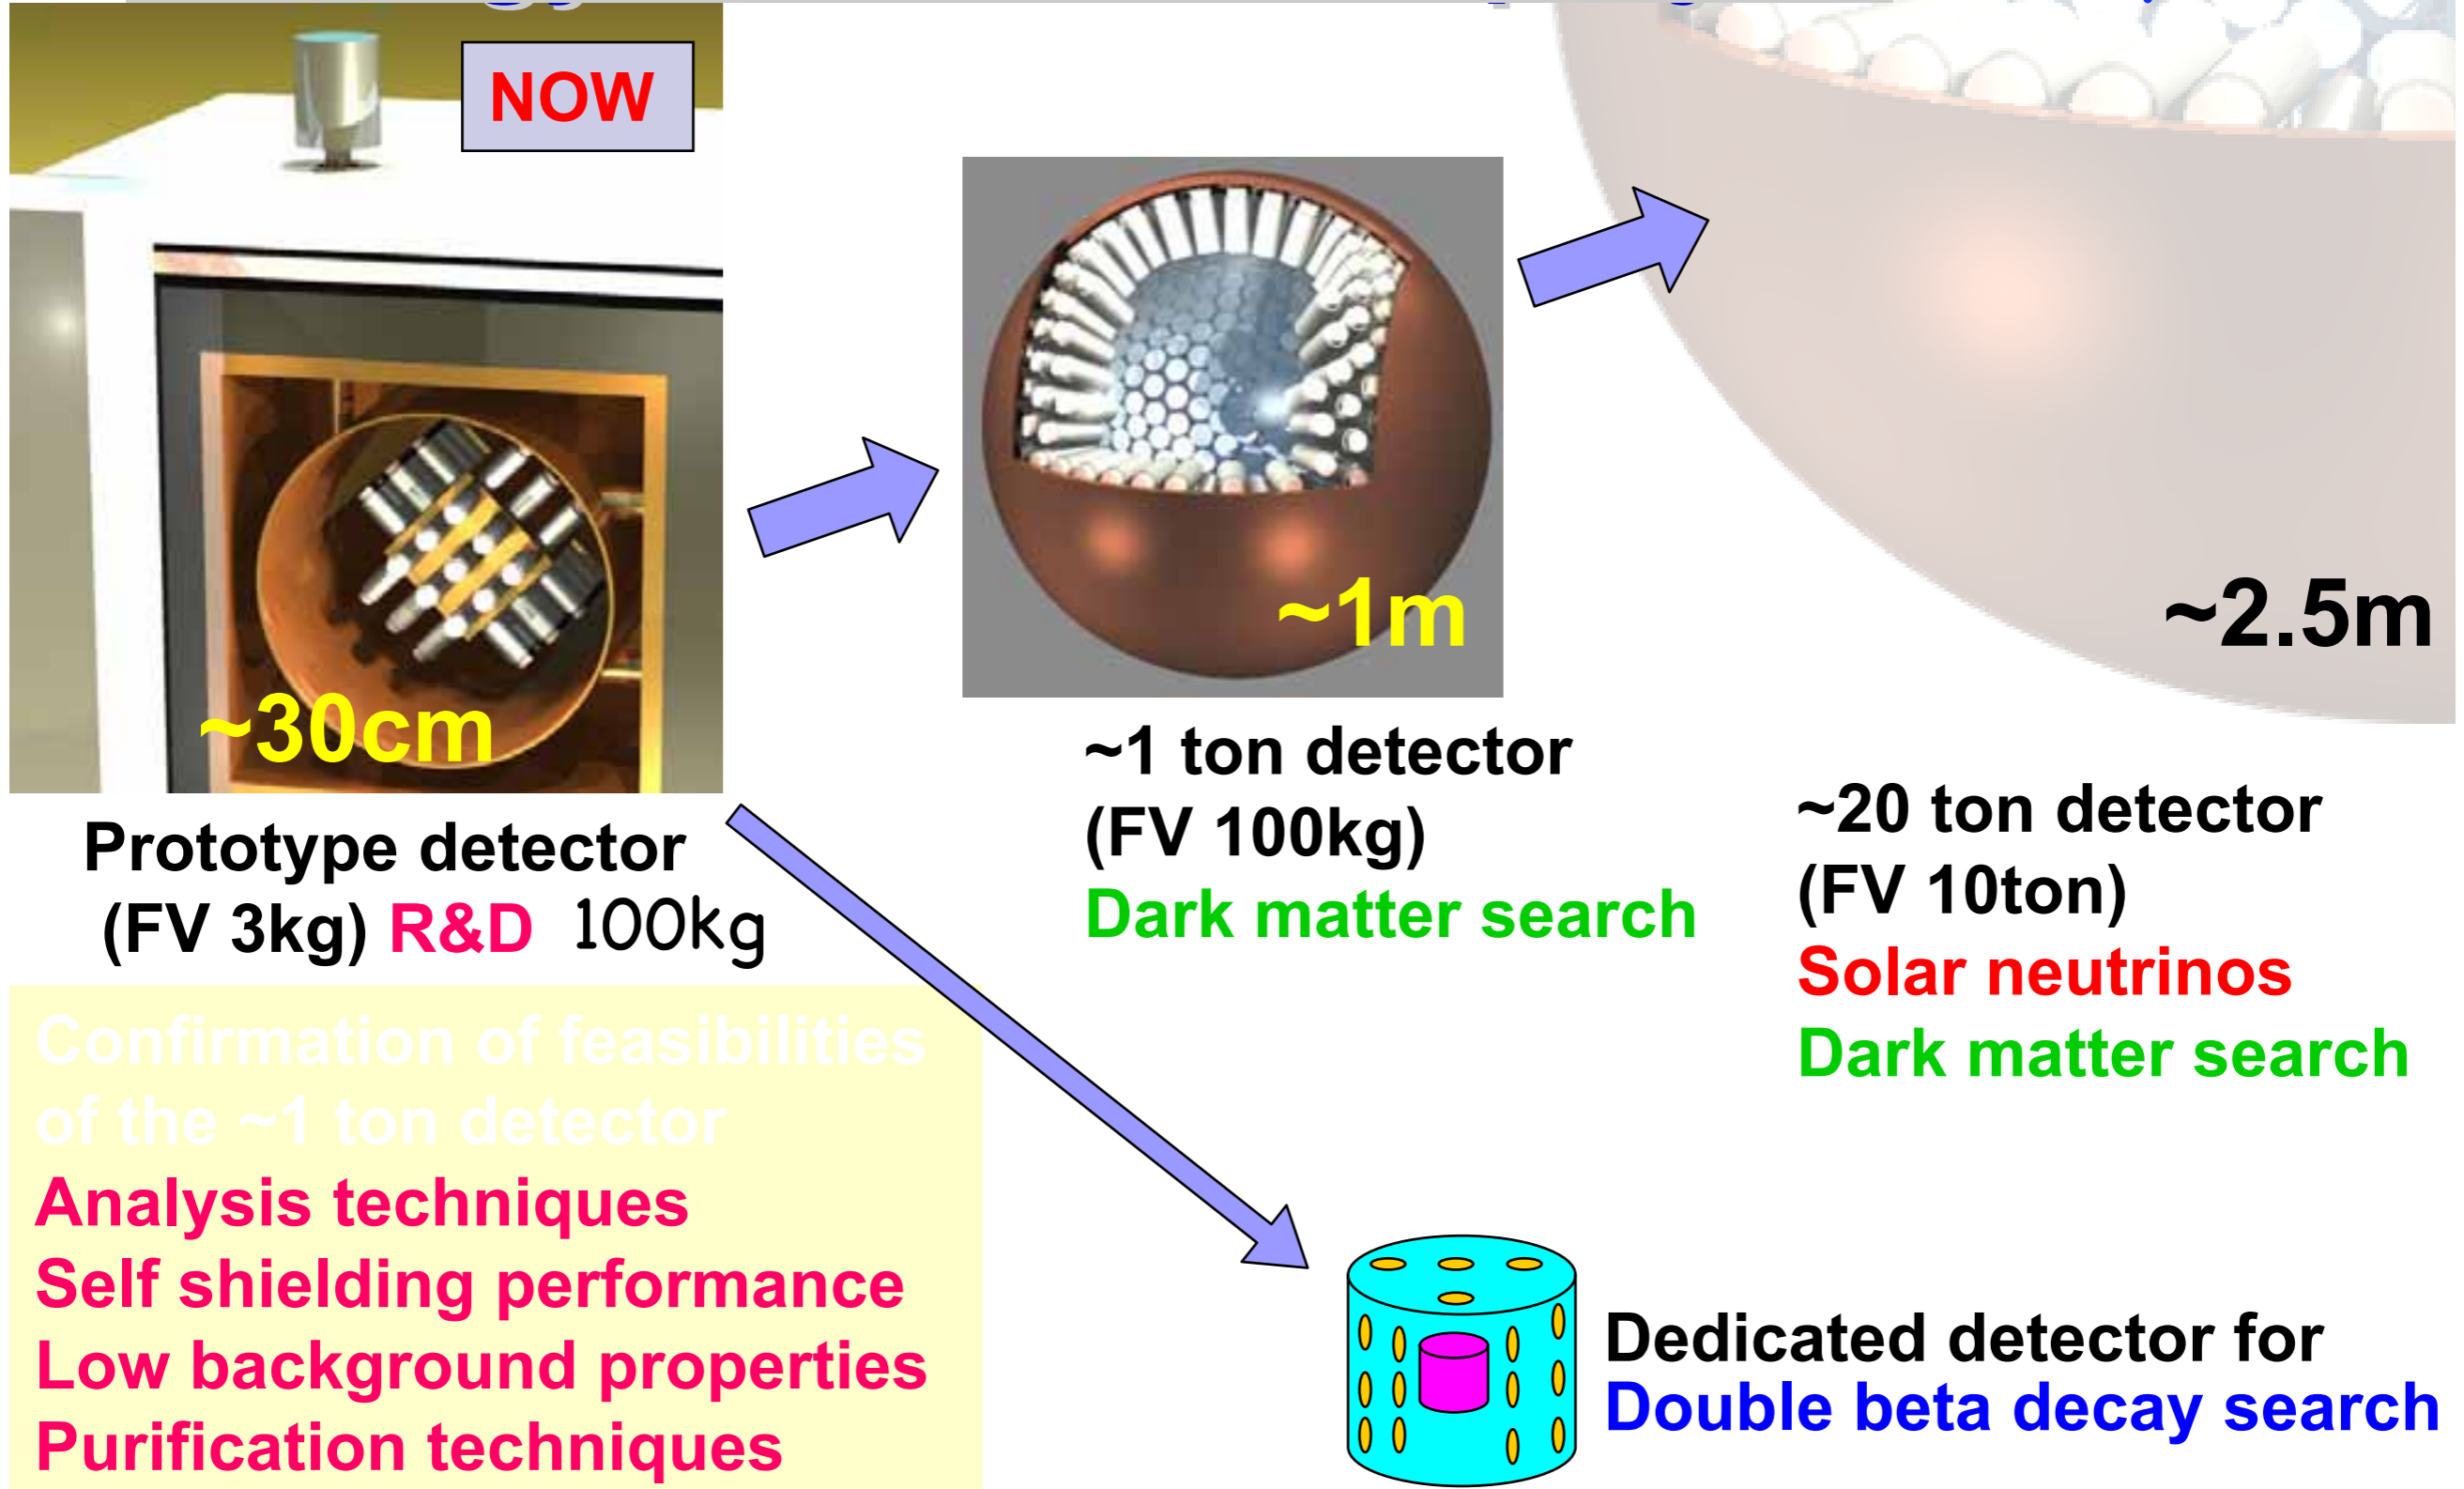 NOW
~30cm
~1m
~2.5m
Prototype detector
(FV 3kg) R&D 100kg
~1 ton detector
(FV 100kg)
Dark matter search
~20 ton detector
(FV 10ton)
Solar neutrinos
Dark matter search
Confirmation of feasibilities
of the ~1 ton detector
Analysis techniques
Self shielding performance
Low background properties
Purification techniques
Dedicated detector for
Double beta decay search